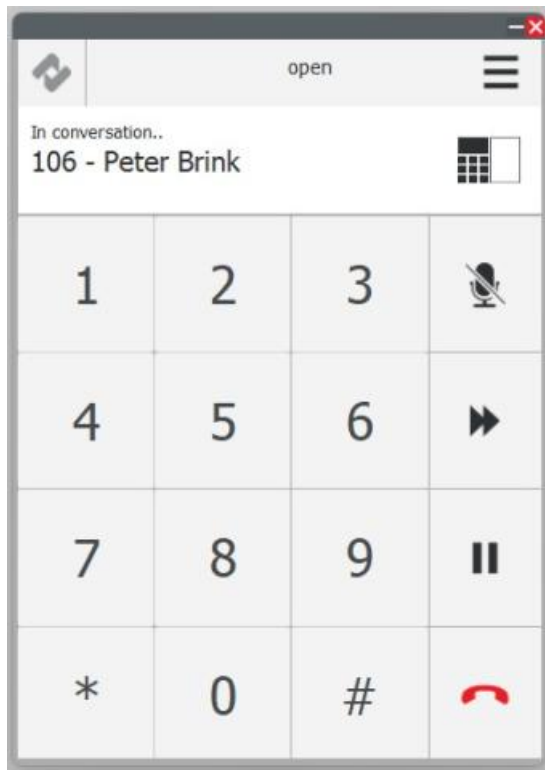 open
In conversation..
106 - Peter Brink
1 2 3
4 5 6
7 8 9
* 0 #